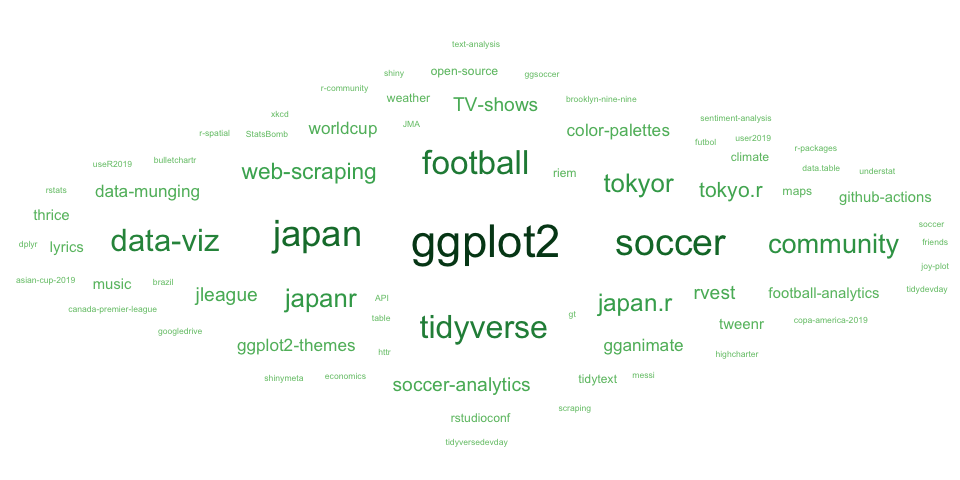 text-analysis
shiny
open-source
ggsoccer
r-community
weather
TV-shows
brooklyn-nine-nine
xkcd
r-spatial
StatsBomb
worldcup
JMA
color-palettes
sentiment-analysis
futbol
user2019
r-packages
useR2019
bulletchartr
web-scraping
football
riem
climate
data.table
understat
rstats
data-munging
tokyor
tokyo.r
maps
github-actions
thrice
dplyr
lyrics
data-viz
japan
ggplot2
soccer
community
soccer
friends
joy-plot
asian-cup-2019
music
brazil
jleague
japanr
API
japan.r
rvest
football-analytics
tidydevday
canada-premier-league
googledrive
table
tidyverse
gt
tweenr
copa-america-2019
ggplot2-themes
httr
gganimate
highcharter
shinymeta
economics
soccer-analytics
tidytext
messi
rstudioconf
scraping
tidyversedevday